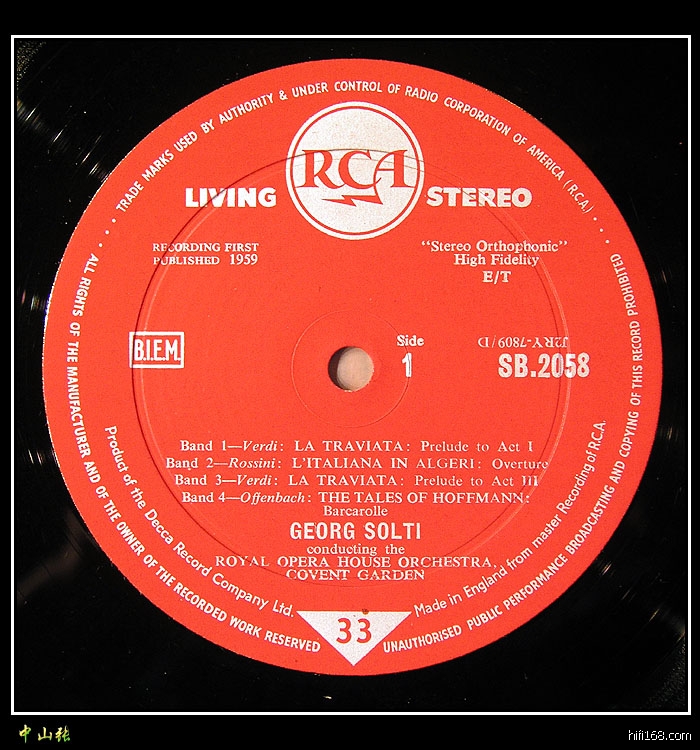 TRADE MARKS USED BY AUTHORITY & UNDER CONTROL OF RADIO CORPORATION OF AMERICA (R.C.A.)
RCA
LIVING STEREO
RECORDING FIRST
PUBLISHED 1959
"Stereo Orthophonic"
High Fidelity
E/T
B.I.E.M.
Side
1
J2RY-7809/D
SB.2058
Band 1—Verdi: LA TRAVIATA: Prelude to Act I
Band 2—Rossini: L'ITALIANA IN ALGERI: Overture
Band 3—Verdi: LA TRAVIATA: Prelude to Act III
Band 4—Offenbach: THE TALES OF HOFFMANN:
Barcarolle
GEORG SOLTI
conducting the
ROYAL OPERA HOUSE ORCHESTRA,
COVENT GARDEN
Product of the Decca Record Company Ltd.
33
Made in England from master Recording of R.C.A.
ALL RIGHTS OF THE MANUFACTURER AND OF THE OWNER OF THE RECORDED WORK RESERVED
UNAUTHORISED PUBLIC PERFORMANCE BROADCASTING AND COPYING OF THIS RECORD PROHIBITED
中山张
hifi168.com